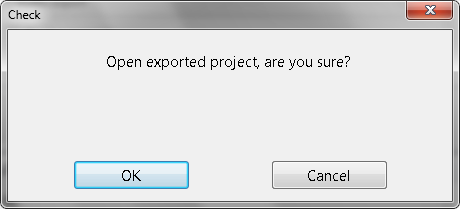 Check
Open exported project, are you sure?
OK
Cancel